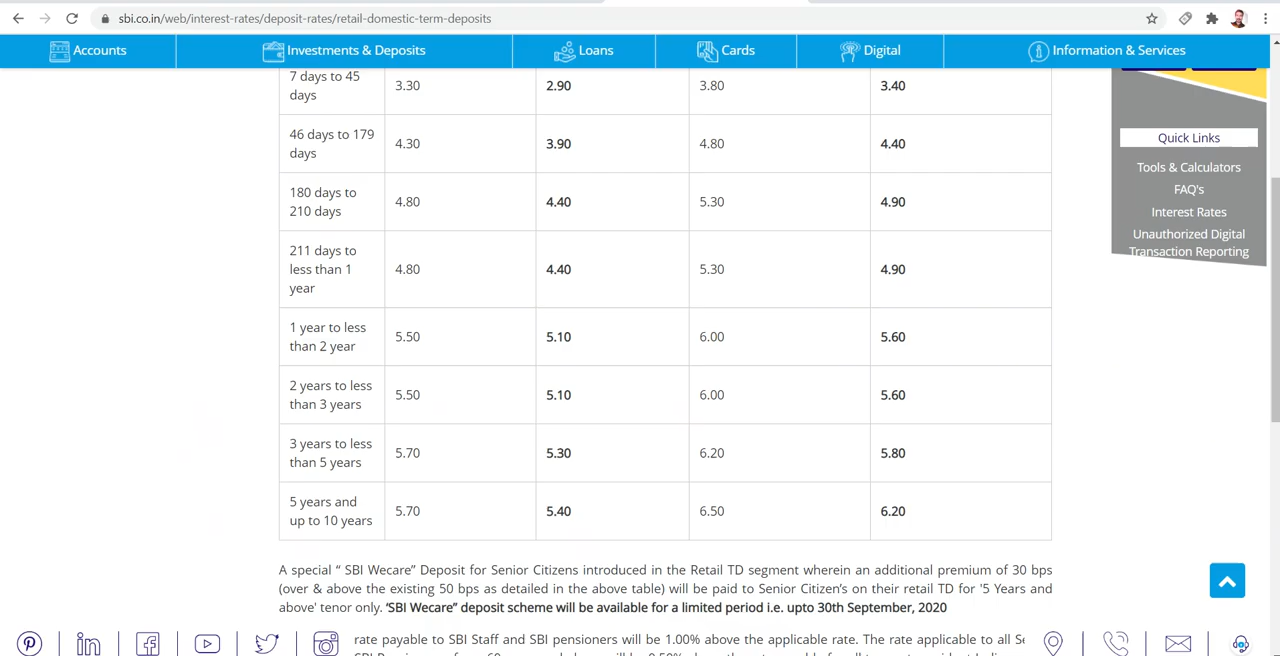 sbi.co.in/web/interest-rates/deposit-rates/retail-domestic-term-deposits
Accounts
Investments & Deposits
Loans
Cards
Digital
Information & Services
7 days to 45
days
3.30
2.90
3.80
3.40
46 days to 179
days
4.30
3.90
4.80
4.40
180 days to
210 days
4.80
4.40
5.30
4.90
211 days to
less than 1
year
4.80
4.40
5.30
4.90
1 year to less
than 2 year
5.50
5.10
6.00
5.60
2 years to less
than 3 years
5.50
5.10
6.00
5.60
3 years to less
than 5 years
5.70
5.30
6.20
5.80
5 years and
up to 10 years
5.70
5.40
6.50
6.20
Quick Links
Tools & Calculators
FAQ's
Interest Rates
Unauthorized Digital
Transaction Reporting
A special “ SBI Wecare” Deposit for Senior Citizens introduced in the Retail TD segment wherein an additional premium of 30 bps
(over & above the existing 50 bps as detailed in the above table) will be paid to Senior Citizen’s on their retail TD for '5 Years and
above' tenor only. ‘SBI Wecare” deposit scheme will be available for a limited period i.e. upto 30th September, 2020
rate payable to SBI Staff and SBI pensioners will be 1.00% above the applicable rate. The rate applicable to all Se